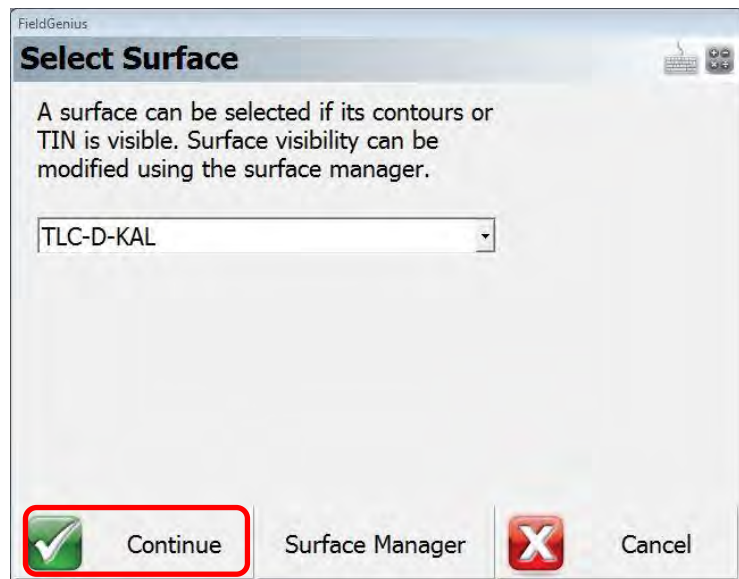 FieldGenius
Select Surface
A surface can be selected if its contours or
TIN is visible. Surface visibility can be
modified using the surface manager.
TLC-D-KAL
Continue
Surface Manager
Cancel